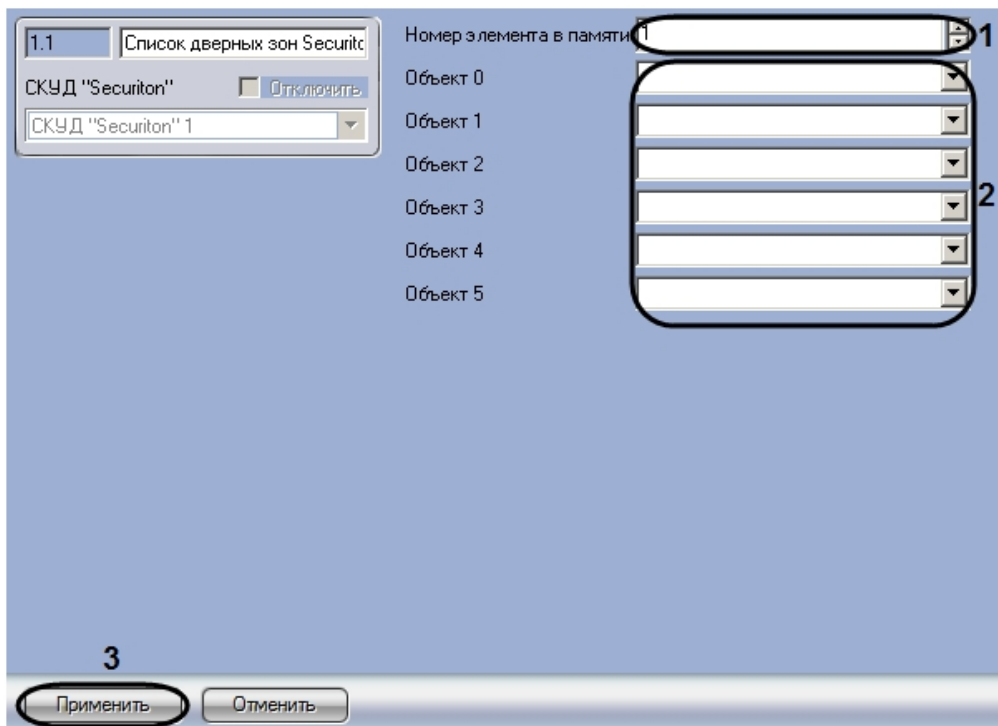 1.1 Список дверных зон Securito
СКУД "Securiton" Отключить
СКУД "Securiton" 1
Номер элемента в памяти 1 1
Объект 0
Объект 1
Объект 2
Объект 3
Объект 4
Объект 5
2
3
Применить Отменить